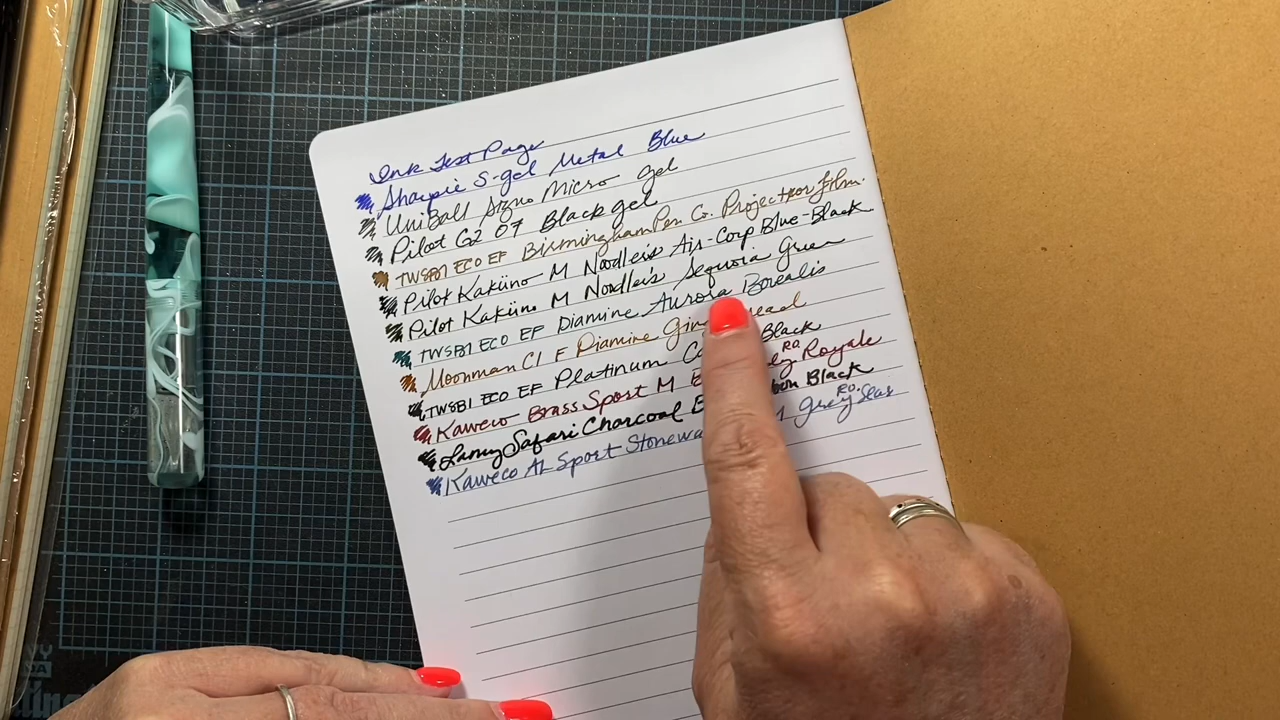 Ink Test Page
Sharpie S-gel Metal Blue
UniBall Signo Micro gel
Pilot G2 07 Black gel
TWSBI ECO EF Birmingham Pen Co. Projector Film.
Pilot Kakuno M Noodler's Air-Corp Blue-Black
Pilot Kakuno M Noodler's Sequoia Green
TWSBI ECO EF Diamine Aurora Borealis
Moonman C1 F Diamine
TWSBI ECO EF Platinum Black
Kaweco Brass Sport M RO. Royale
Lamy Safari Charcoal Black
Kaweco AL Sport Grey RO. Seas